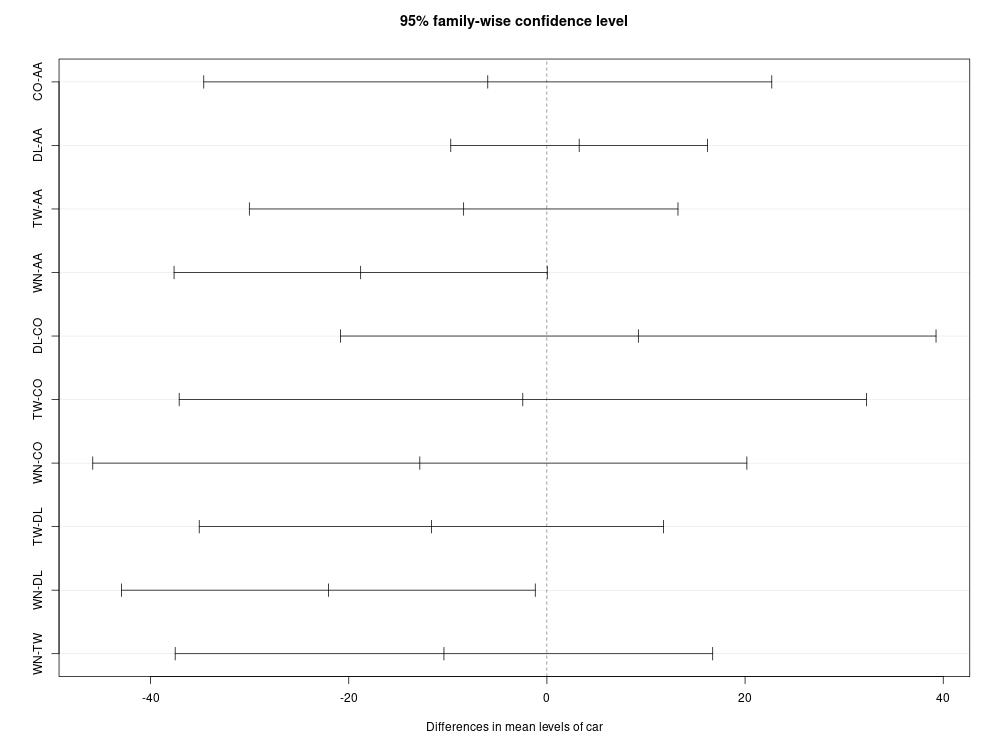 95% family-wise confidence level
CO-AA
DL-AA
TW-AA
WN-AA
DL-CO
TW-CO
WN-CO
TW-DL
WN-DL
WN-TW
-40 -20 0 20 40
Differences in mean levels of car